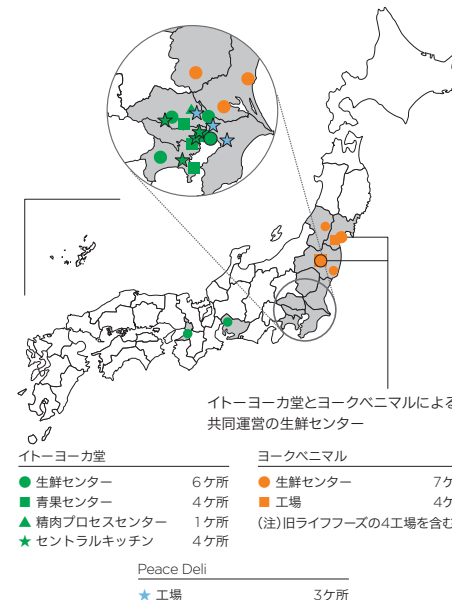 イトーヨーカ堂とヨークベニマルによる
共同運営の生鮮センター
イトーヨーカ堂
● 生鮮センター 6ケ所
■ 青果センター 4ケ所
▲ 精肉プロセスセンター 1ケ所
★ セントラルキッチン 4ケ所
ヨークベニマル
● 生鮮センター 7ケ
■ 工場 4ケ
(注)旧ライフフーズの4工場を含む
Peace Deli
★ 工場 3ケ所